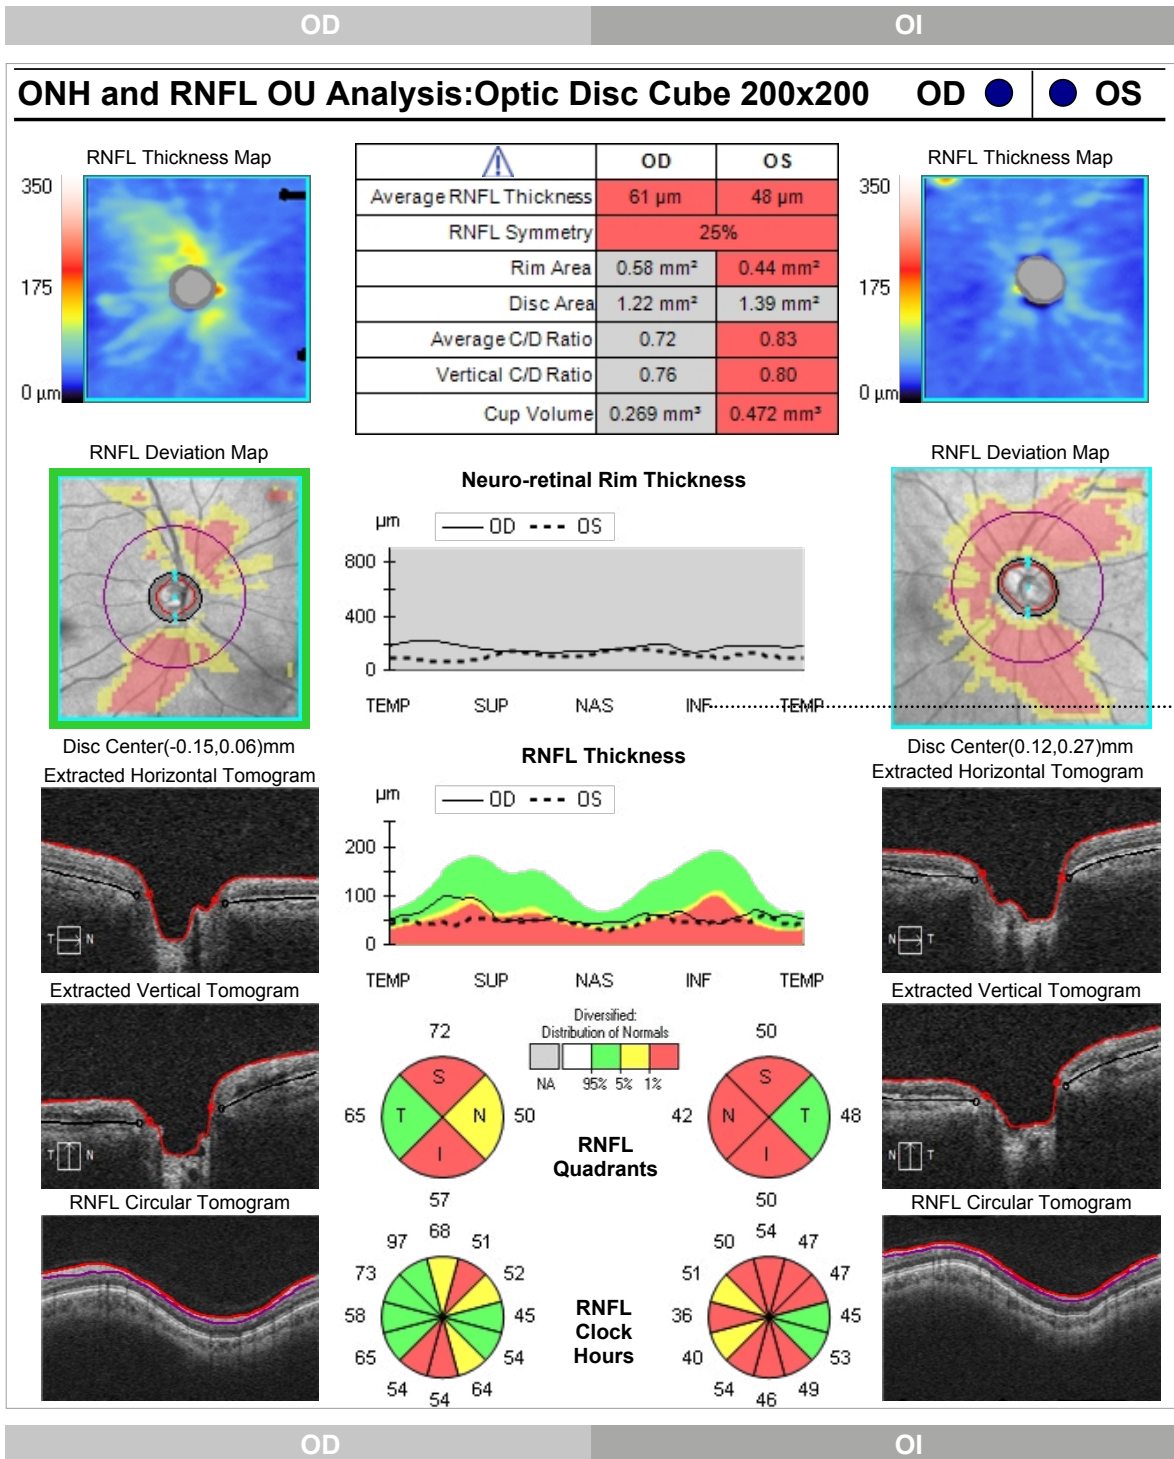 OD OI
ONH and RNFL OU Analysis:Optic Disc Cube 200x200 OD OS
RNFL Thickness Map
350
175
0 µm
OD OS
Average RNFL Thickness 61 µm 48 µm
RNFL Symmetry 25%
Rim Area 0.58 mm² 0.44 mm²
Disc Area 1.22 mm² 1.39 mm²
Average C/D Ratio 0.72 0.83
Vertical C/D Ratio 0.76 0.80
Cup Volume 0.269 mm³ 0.472 mm³
RNFL Thickness Map
350
175
0 µm
RNFL Deviation Map
Disc Center(-0.15,0.06)mm
Neuro-retinal Rim Thickness
µm OD OS
800
400
0
TEMP SUP NAS INF TEMP
RNFL Deviation Map
Disc Center(0.12,0.27)mm
Extracted Horizontal Tomogram
T N
RNFL Thickness
µm OD OS
200
100
0
TEMP SUP NAS INF TEMP
Extracted Horizontal Tomogram
N T
Extracted Vertical Tomogram
T N
Diversified:
Distribution of Normals
NA 95% 5% 1%
72
S
65 T N 50
I
57
RNFL
Quadrants
50
S
42 N T 48
I
50
Extracted Vertical Tomogram
N T
RNFL Circular Tomogram
68
97 51
73 52
58 45
65 54
54 64
54
RNFL
Clock
Hours
54
50 47
51 47
36 45
40 53
54 49
46
RNFL Circular Tomogram
OD OI